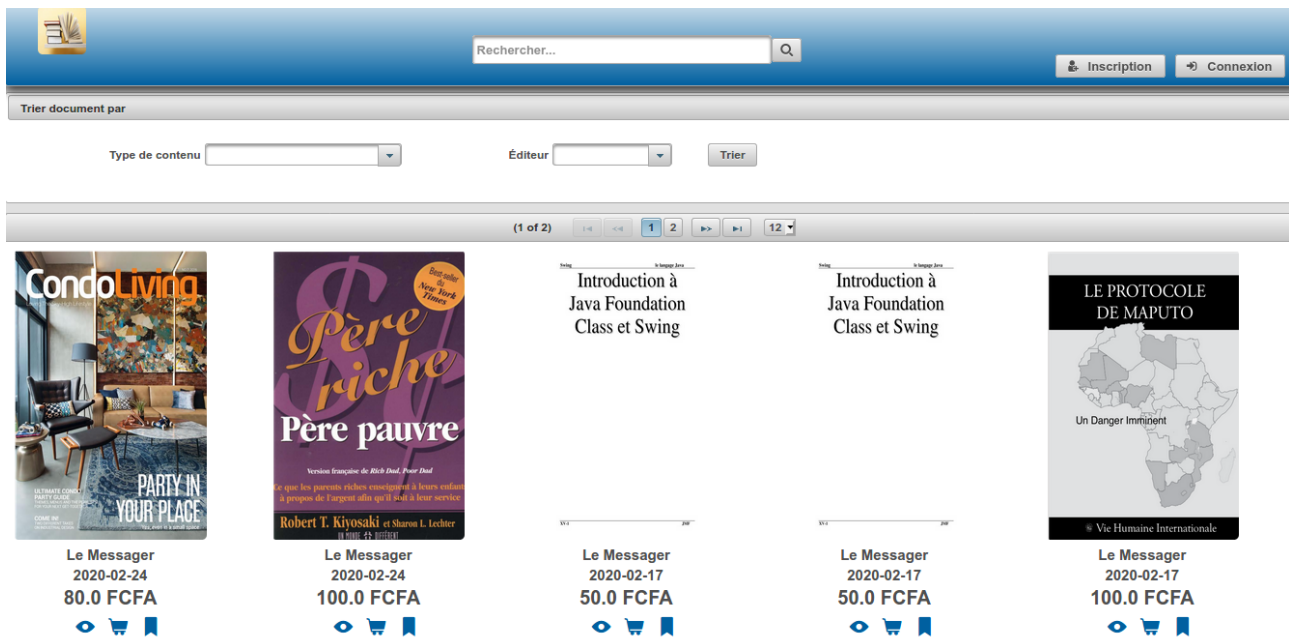 Rechercher...
Inscription
Connexion
Trier document par
Type de contenu
Éditeur
Trier
(1 of 2)
1
2
12
CondoLiving
PARTY IN
YOUR PLACE
ULTIMATE CONDO
PARTY GUIDE
COME IN!
Le Messager
2020-02-24
80.0 FCFA
Best-seller
du
New York
Times
Père
riche
Père pauvre
Version française de Rich Dad, Poor Dad
Ce que les parents riches enseignent à leurs enfants
à propos de l'argent afin qu'il soit à leur service
Robert T. Kiyosaki et Sharon L. Lechter
UN MONDE DIFFÉRENT
Le Messager
2020-02-24
100.0 FCFA
Swing le langage Java
Introduction à
Java Foundation
Class et Swing
Le Messager
2020-02-17
50.0 FCFA
Swing le langage Java
Introduction à
Java Foundation
Class et Swing
Le Messager
2020-02-17
50.0 FCFA
LE PROTOCOLE
DE MAPUTO
Un Danger Imminent
Vie Humaine Internationale
Le Messager
2020-02-17
100.0 FCFA